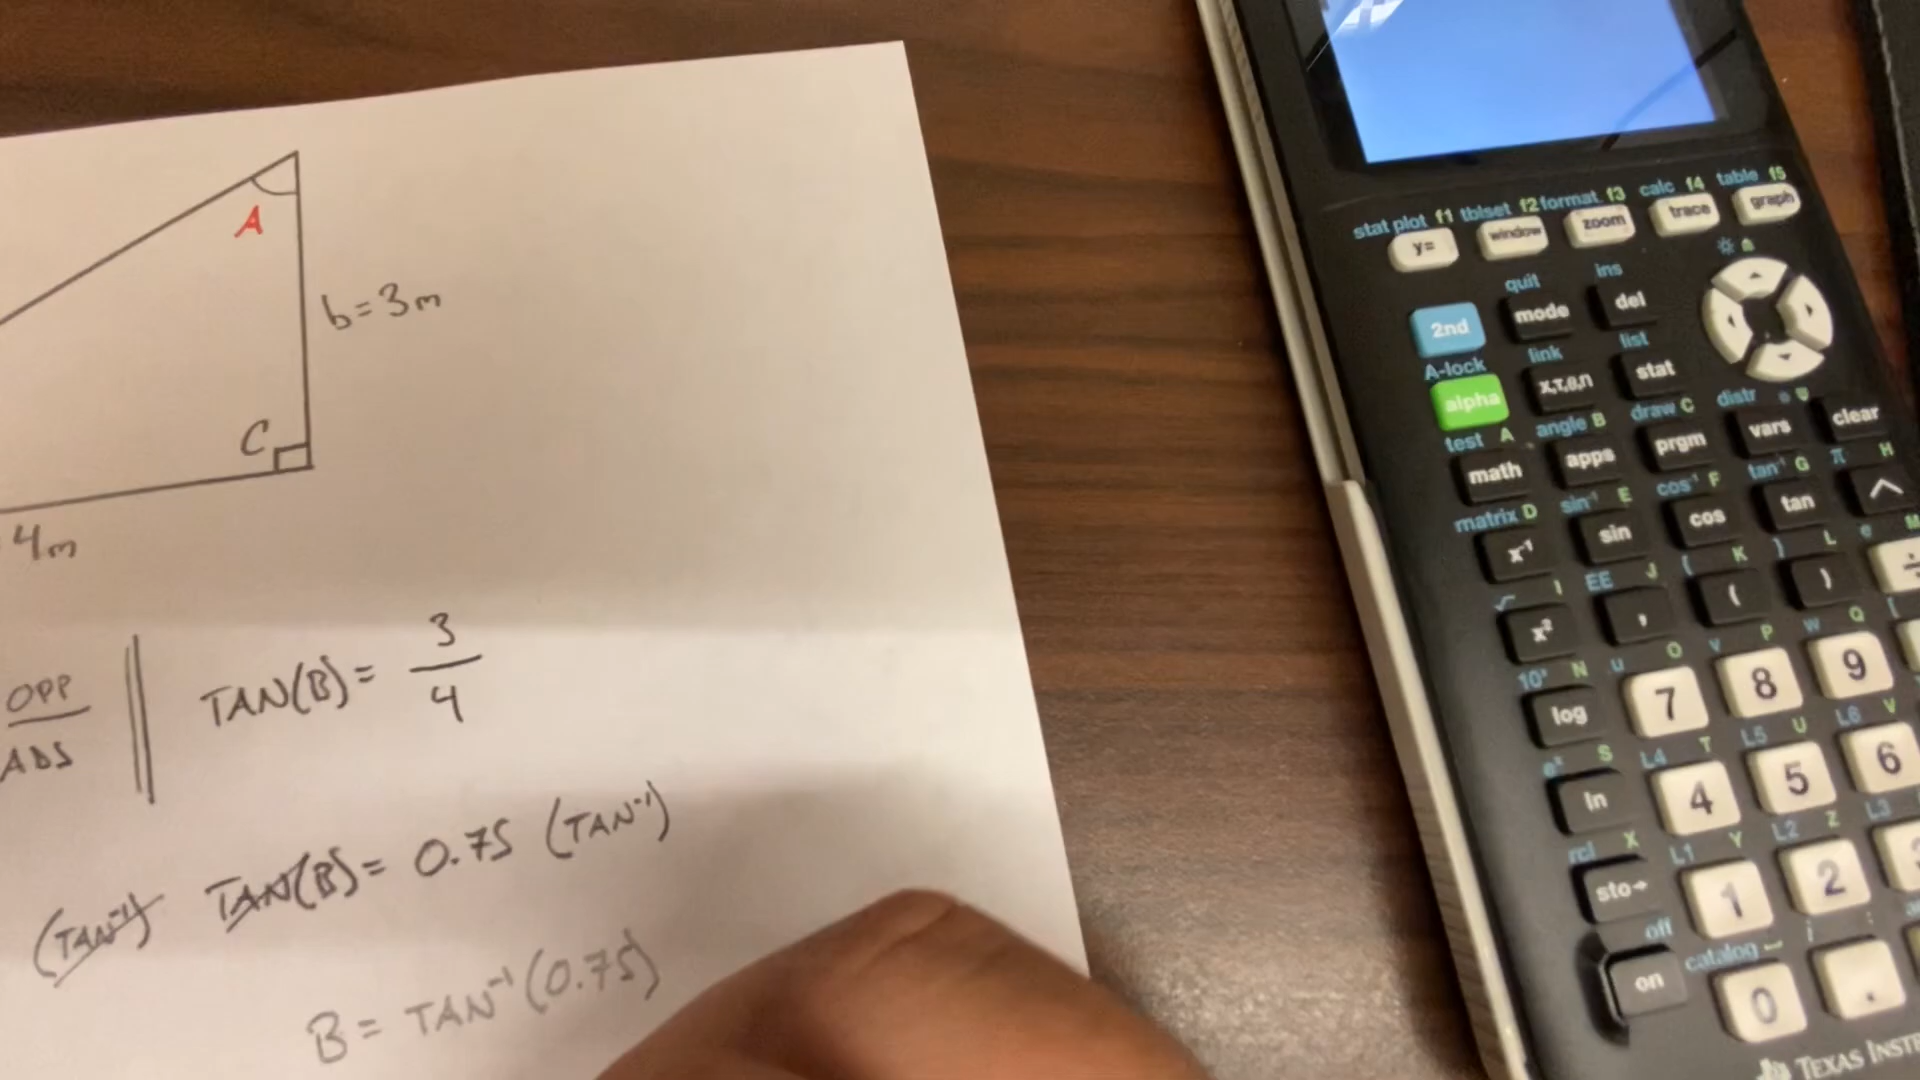 A
b = 3m
C
4m
OPP
ADJ
TAN(B) = 3
4
(TAN⁻¹) TAN(B) = 0.75 (TAN⁻¹)
B = TAN⁻¹(0.75)
stat plot f1 tblset f2 format f3 calc f4 table f5
y= window zoom trace graph
quit ins
2nd mode del
A-lock link list
alpha X,T,θ,n stat
test A angle B draw C distr
math apps prgm vars clear
matrix D sin⁻¹ E cos⁻¹ F tan⁻¹ G π H
x⁻¹ sin cos tan ^
√ I EE J { K } L e M
x² , ( ) ÷
10ˣ N u O v P w Q [
log 7 8 9
eˣ S L4 T L5 U L6 V
ln 4 5 6
rcl X L1 Y L2 Z L3
sto→ 1 2
off catalog i :
on 0 .
TEXAS